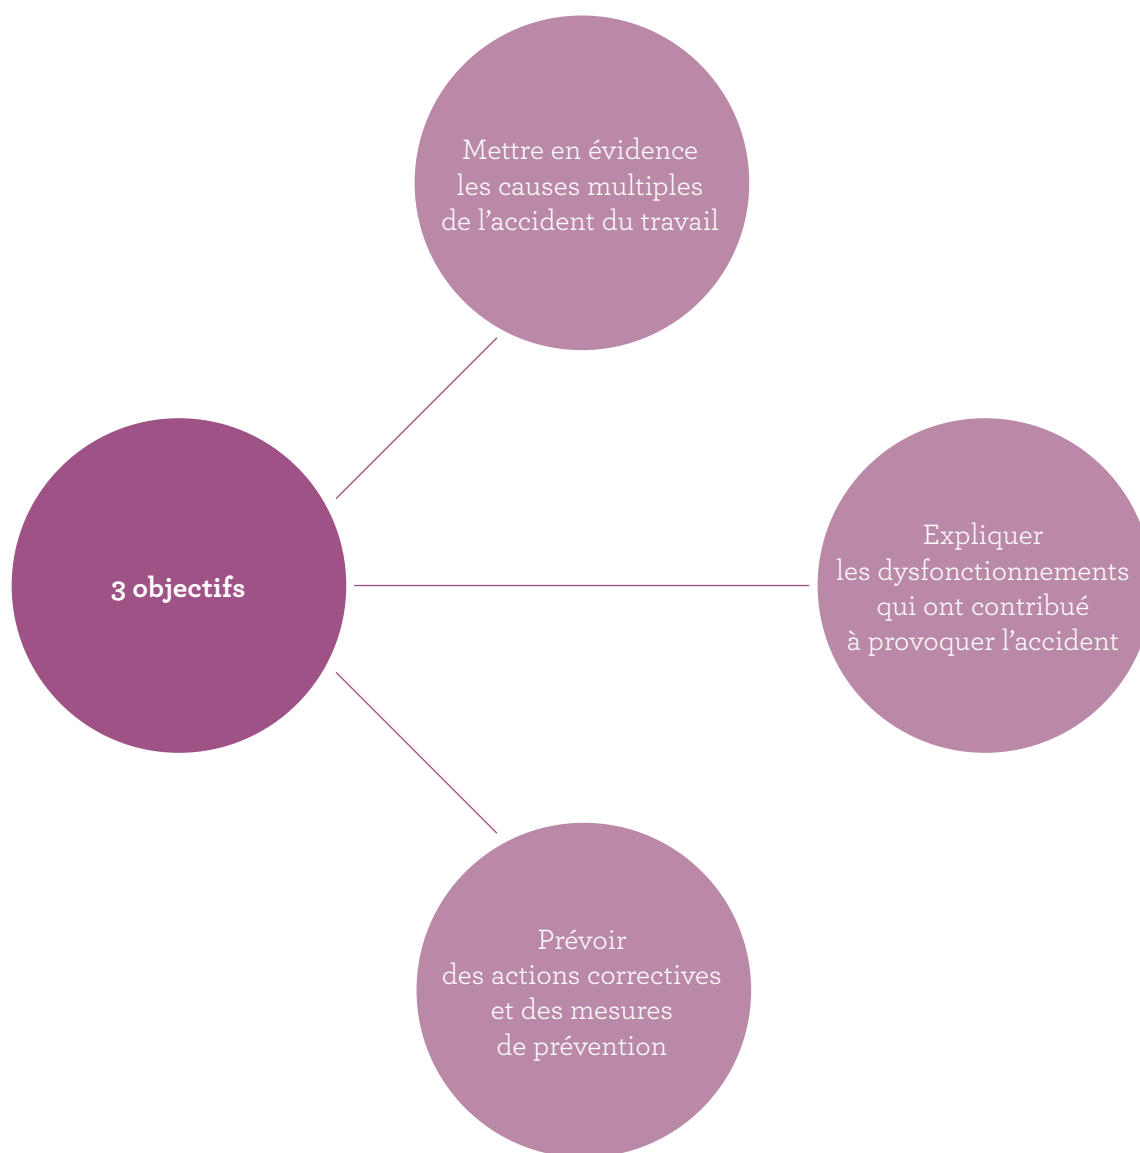 Mettre en évidence
les causes multiples
de l’accident du travail
3 objectifs
Expliquer
les dysfonctionnements
qui ont contribué
à provoquer l’accident
Prévoir
des actions correctives
et des mesures
de prévention